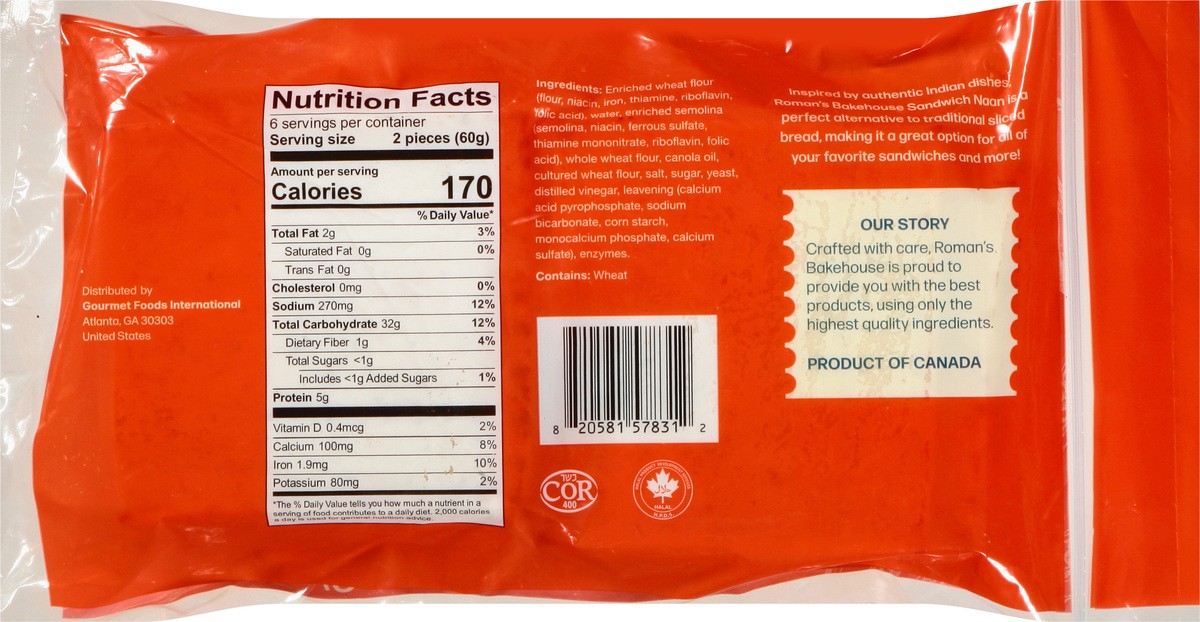 Distributed by
Gourmet Foods International
Atlanta, GA 30303
United States
Nutrition Facts
6 servings per container
Serving size 2 pieces (60g)
Amount per serving
Calories 170
% Daily Value*
Total Fat 2g 3%
Saturated Fat 0g 0%
Trans Fat 0g
Cholesterol 0mg 0%
Sodium 270mg 12%
Total Carbohydrate 32g 12%
Dietary Fiber 1g 4%
Total Sugars <1g
Includes <1g Added Sugars 1%
Protein 5g
Vitamin D 0.4mcg 2%
Calcium 100mg 8%
Iron 1.9mg 10%
Potassium 80mg 2%
*The % Daily Value tells you how much a nutrient in a
serving of food contributes to a daily diet. 2,000 calories
a day is used for general nutrition advice.
Ingredients: Enriched wheat flour
(flour, niacin, iron, thiamine, riboflavin,
folic acid), water, enriched semolina
(semolina, niacin, ferrous sulfate,
thiamine mononitrate, riboflavin, folic
acid), whole wheat flour, canola oil,
cultured wheat flour, salt, sugar, yeast,
distilled vinegar, leavening (calcium
acid pyrophosphate, sodium
bicarbonate, corn starch,
monocalcium phosphate, calcium
sulfate), enzymes.
Contains: Wheat
8 20581 57831 2
כשר
COR
400
حلال
HALAL
Inspired by authentic Indian dishes,
Roman's Bakehouse Sandwich Naan is a
perfect alternative to traditional sliced
bread, making it a great option for all of
your favorite sandwiches and more!
OUR STORY
Crafted with care, Roman's
Bakehouse is proud to
provide you with the best
products, using only the
highest quality ingredients.
PRODUCT OF CANADA